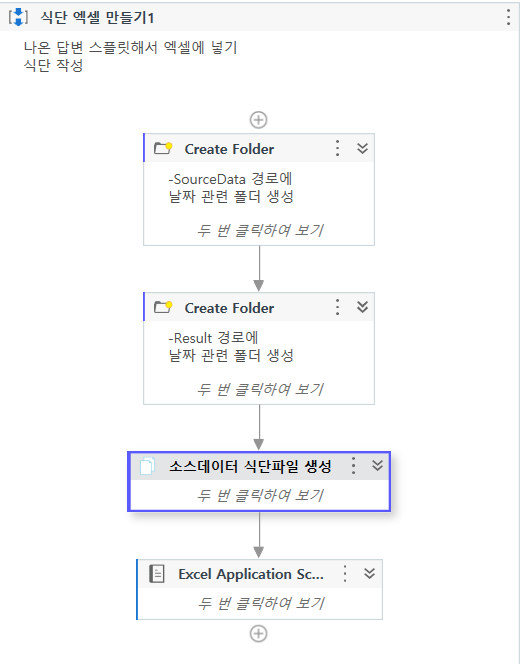 식단 엑셀 만들기1
나온 답변 스플릿해서 엑셀에 넣기
식단 작성
Create Folder
-SourceData 경로에
날짜 관련 폴더 생성
두 번 클릭하여 보기
Create Folder
-Result 경로에
날짜 관련 폴더 생성
두 번 클릭하여 보기
소스데이터 식단파일 생성
두 번 클릭하여 보기
Excel Application Sc...
두 번 클릭하여 보기